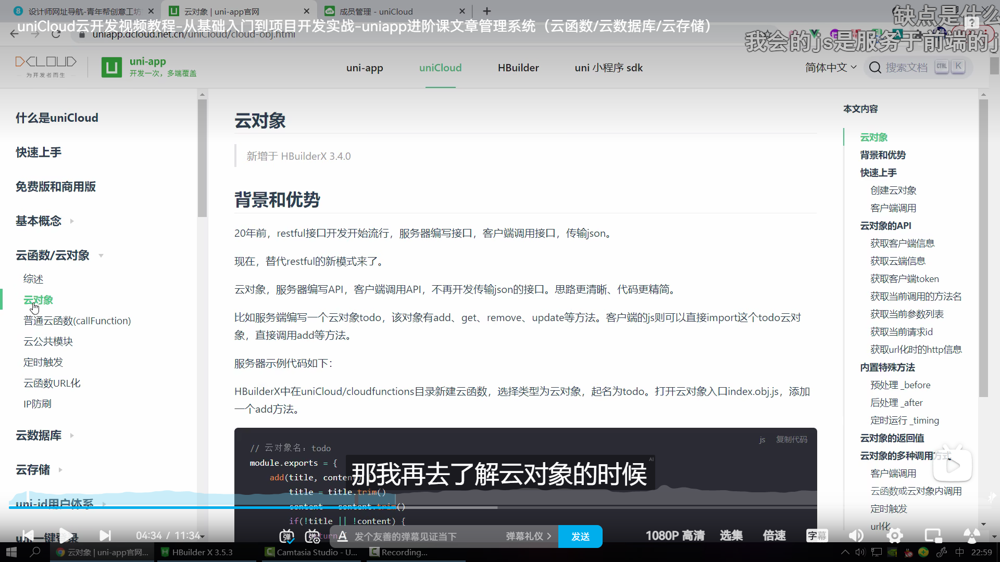 设计师网址导航-青年帮创意工坊
云对象 | uni-app官网
成员管理 - uniCloud
缺点是什么
uniCloud云开发视频教程-从基础入门到项目开发实战-uniapp进阶课文章管理系统（云函数/云数据库/云存储）
uniapp.dcloud.net.cn/uniCloud/cloud-obj.html
我会的js是服务于前端的j
DCLOUD
为开发者而生
uni-app
开发一次，多端覆盖
uni-app
uniCloud
HBuilder
uni 小程序 sdk
简体中文
搜索文档
CTRL
K
什么是uniCloud
快速上手
免费版和商用版
基本概念
云函数/云对象
综述
云对象
普通云函数(callFunction)
云公共模块
定时触发
云函数URL化
IP防刷
云数据库
云存储
uni-id用户体系
uni一键登录
云对象
新增于 HBuilderX 3.4.0
背景和优势
20年前，restful接口开发开始流行，服务器编写接口，客户端调用接口，传输json。
现在，替代restful的新模式来了。
云对象，服务器编写API，客户端调用API，不再开发传输json的接口。思路更清晰、代码更精简。
比如服务端编写一个云对象todo，该对象有add、get、remove、update等方法。客户端的js则可以直接import这个todo云对
象，直接调用add等方法。
服务器示例代码如下：
HBuilderX中在uniCloud/cloudfunctions目录新建云函数，选择类型为云对象，起名为todo。打开云对象入口index.obj.js，添加
一个add方法。
js 复制代码
// 云对象名：todo
module.exports = {
add(title, content
title = title.trim()
content = content.trim()
if(!title || !content) {
那我再去了解云对象的时候
AI
本文内容
云对象
背景和优势
快速上手
创建云对象
客户端调用
云对象的API
获取客户端信息
获取云端信息
获取客户端token
获取当前调用的方法名
获取当前参数列表
获取当前请求id
获取url化时的http信息
内置特殊方法
预处理 _before
后处理 _after
定时运行 _timing
云对象的返回值
云对象的多种调用方式
客户端调用
云函数或云对象内调用
定时触发
url化
04:34 / 11:34
弹
弹
发个友善的弹幕见证当下
弹幕礼仪
发送
1080P 高清
选集
倍速
字幕
云对象 | uni-app官网...
HBuilder X 3.5.3
Camtasia Studio - U...
Recording...
中
22:59